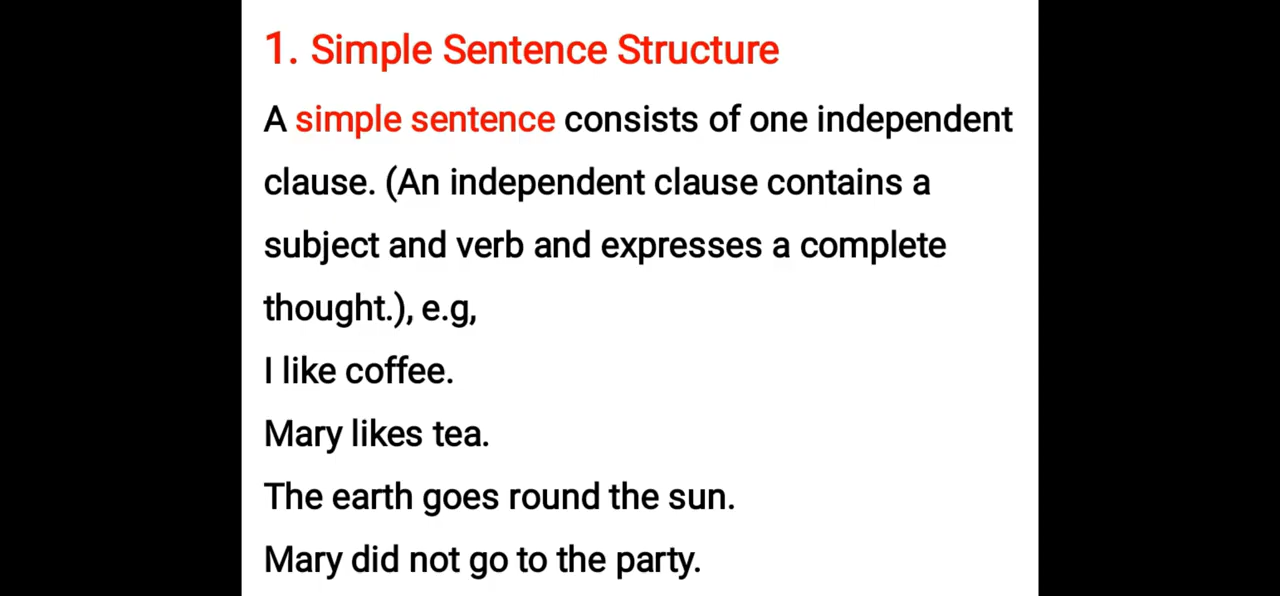 1. Simple Sentence Structure
A simple sentence consists of one independent
clause. (An independent clause contains a
subject and verb and expresses a complete
thought.), e.g,
I like coffee.
Mary likes tea.
The earth goes round the sun.
Mary did not go to the party.